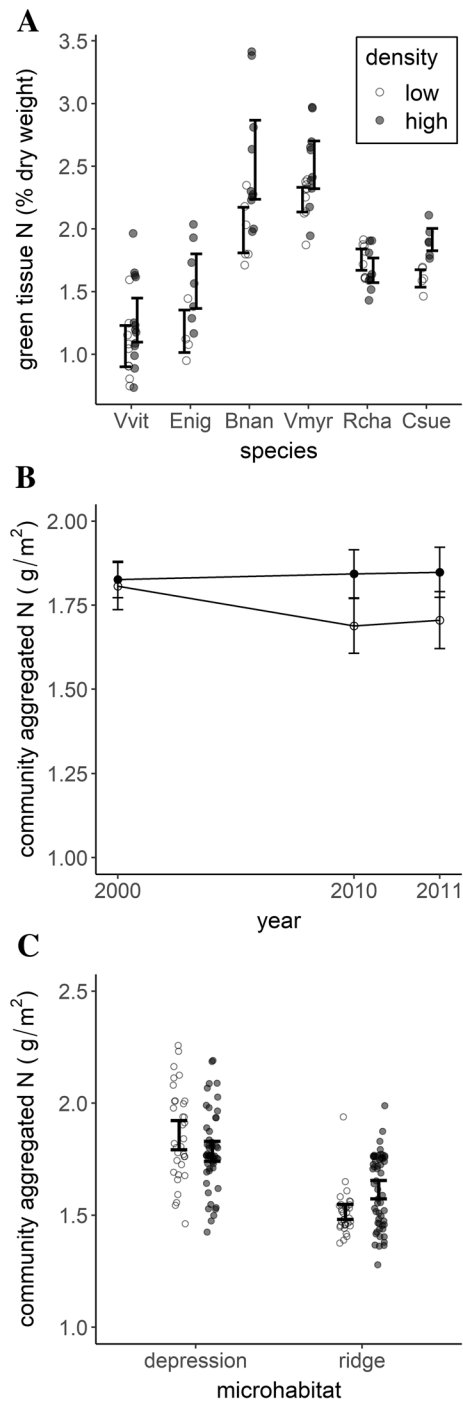 A
3.5
3.0
2.5
2.0
1.5
1.0
green tissue N (% dry weight)
density
low
high
Vvit Enig Bnan Vmyr Rcha Csue
species
B
2.00
1.75
1.50
1.25
1.00
community aggregated N ( g/m²)
2000 2010 2011
year
C
2.5
2.0
1.5
1.0
community aggregated N ( g/m²)
depression ridge
microhabitat